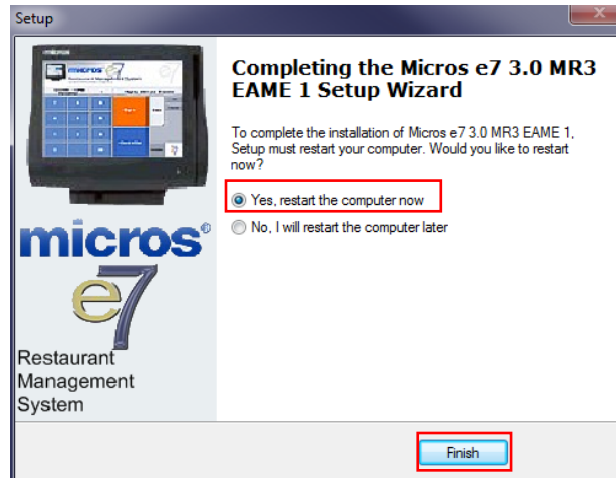 Setup
Completing the Micros e7 3.0 MR3
EAME 1 Setup Wizard
To complete the installation of Micros e7 3.0 MR3 EAME 1,
Setup must restart your computer. Would you like to restart
now?
Yes, restart the computer now
No, I will restart the computer later
micros®
e7
Restaurant
Management
System
Finish